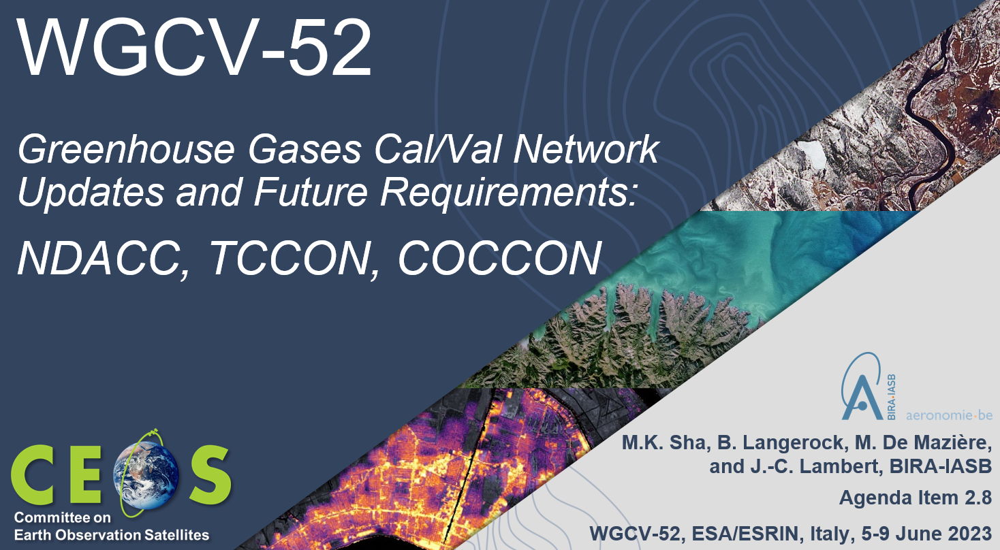 WGCV-52
Greenhouse Gases Cal/Val Network
Updates and Future Requirements:
NDACC, TCCON, COCCON
BIRA•IASB
aeronomie•be
M.K. Sha, B. Langerock, M. De Mazière,
and J.-C. Lambert, BIRA-IASB
Agenda Item 2.8
WGCV-52, ESA/ESRIN, Italy, 5-9 June 2023
CEOS
Committee on
Earth Observation Satellites